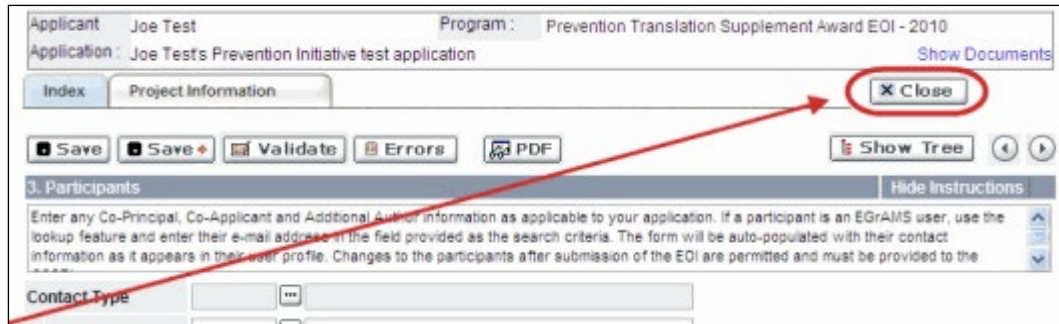 Applicant Joe Test Program : Prevention Translation Supplement Award EOI - 2010
Application : Joe Test's Prevention Initiative test application Show Documents
Index Project Information Close
Save Save Validate Errors PDF Show Tree
3. Participants Hide Instructions
Enter any Co-Principal, Co-Applicant and Additional Author information as applicable to your application. If a participant is an EGrAMS user, use the
lookup feature and enter their e-mail address in the field provided as the search criteria. The form will be auto-populated with their contact
information as it appears in their user profile. Changes to the participants after submission of the EOI are permitted and must be provided to the
Contact Type